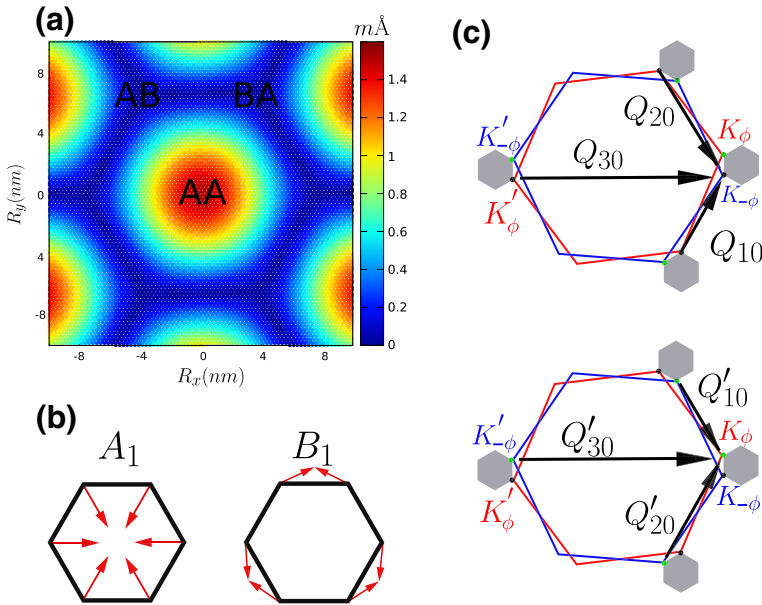 (a)
mÅ
8
4
0
4
-8
R_y(nm)
AB
BA
AA
-8
-4
0
4
8
R_x(nm)
1.4
1.2
1
0.8
0.6
0.4
0.2
0
(b)
A_1
B_1
(c)
Q_20
K'_-ϕ
K_ϕ
Q_30
K'_ϕ
K_-ϕ
Q_10
Q'_10
K'_-ϕ
K_ϕ
Q'_30
K'_ϕ
K_-ϕ
Q'_20